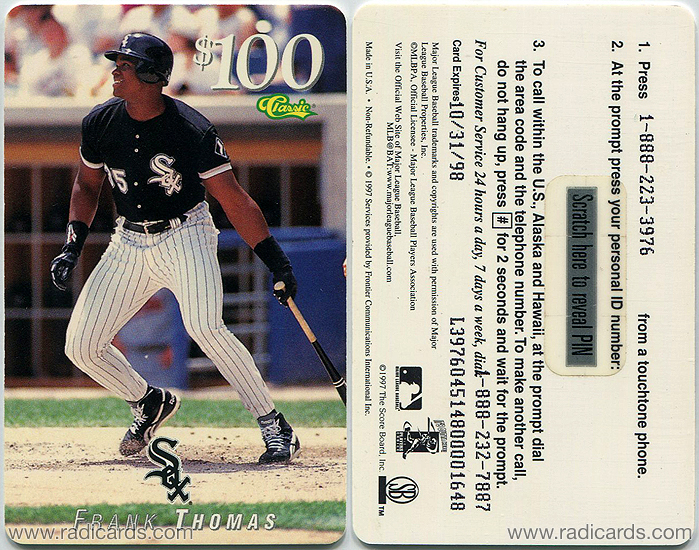 $100
Classic
Sox
35
Sox
FRANK THOMAS
www.radicards.com
1. Press 1-888-223-3976 from a touchtone phone.
2. At the prompt press your personal ID number:
Scratch here to reveal PIN
3. To call within the U.S., Alaska and Hawaii, at the prompt dial
the area code and the telephone number. To make another call,
do not hang up, press # for 2 seconds and wait for the prompt.
For Customer Service 24 hours a day, 7 days a week, dial-888-232-7887
Card Expires 10/31/98 L3976045148000001648
Major League Baseball trademarks and copyrights are used with permission of Major
League Baseball Properties, Inc.
©MLBPA, Official Licensee - Major League Baseball Players Association
Visit the Official Web Site of Major League Baseball,
MLB@BAT:www.majorleaguebaseball.com
©1997 The Score Board, Inc.
Made in U.S.A. • Non-Refundable. • © 1997 Services provided by Frontier Communications International Inc.
SB
TM
www.radicards.com